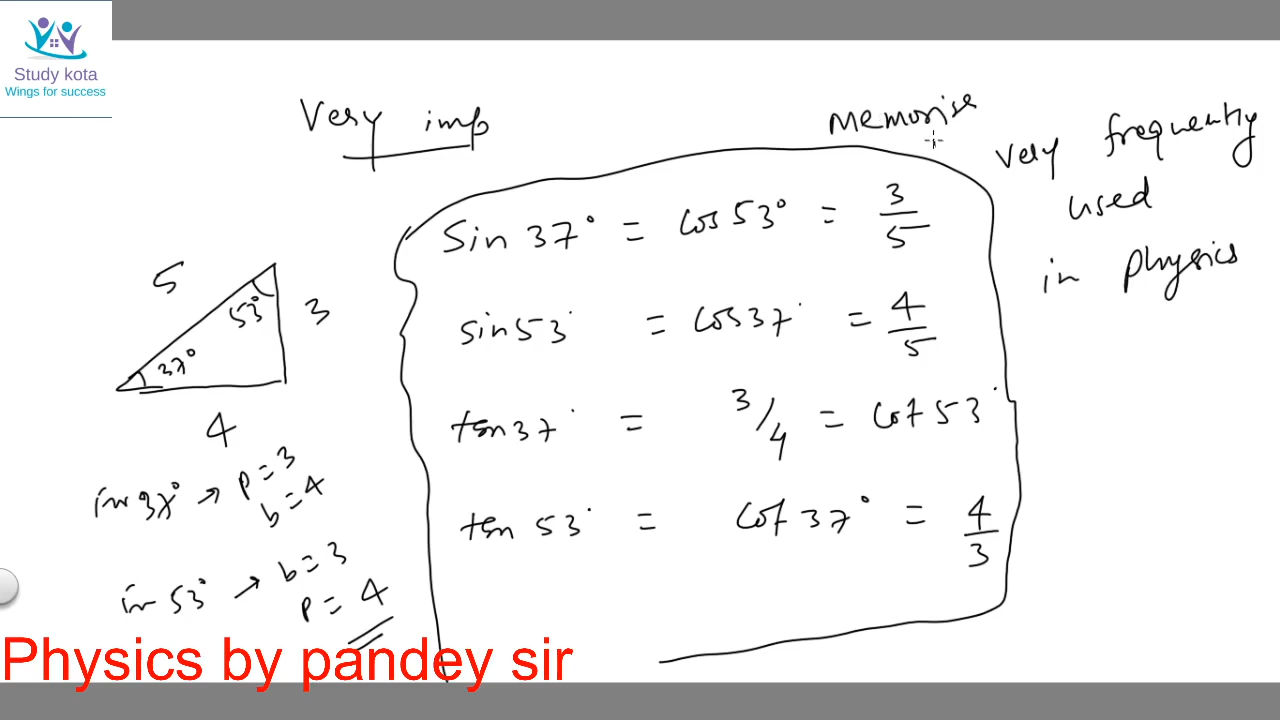 Study kota
Wings for success
Very imp
Memorise
very frequently
used
in physics
Sin 37° = cos 53° = 3/5
sin 53° = cos 37° = 4/5
tan 37° = 3/4 = cot 53°
tan 53° = cot 37° = 4/3
5
53°
3
37°
4
in 37° → p = 3
b = 4
in 53° → b = 3
p = 4
Physics by pandey sir